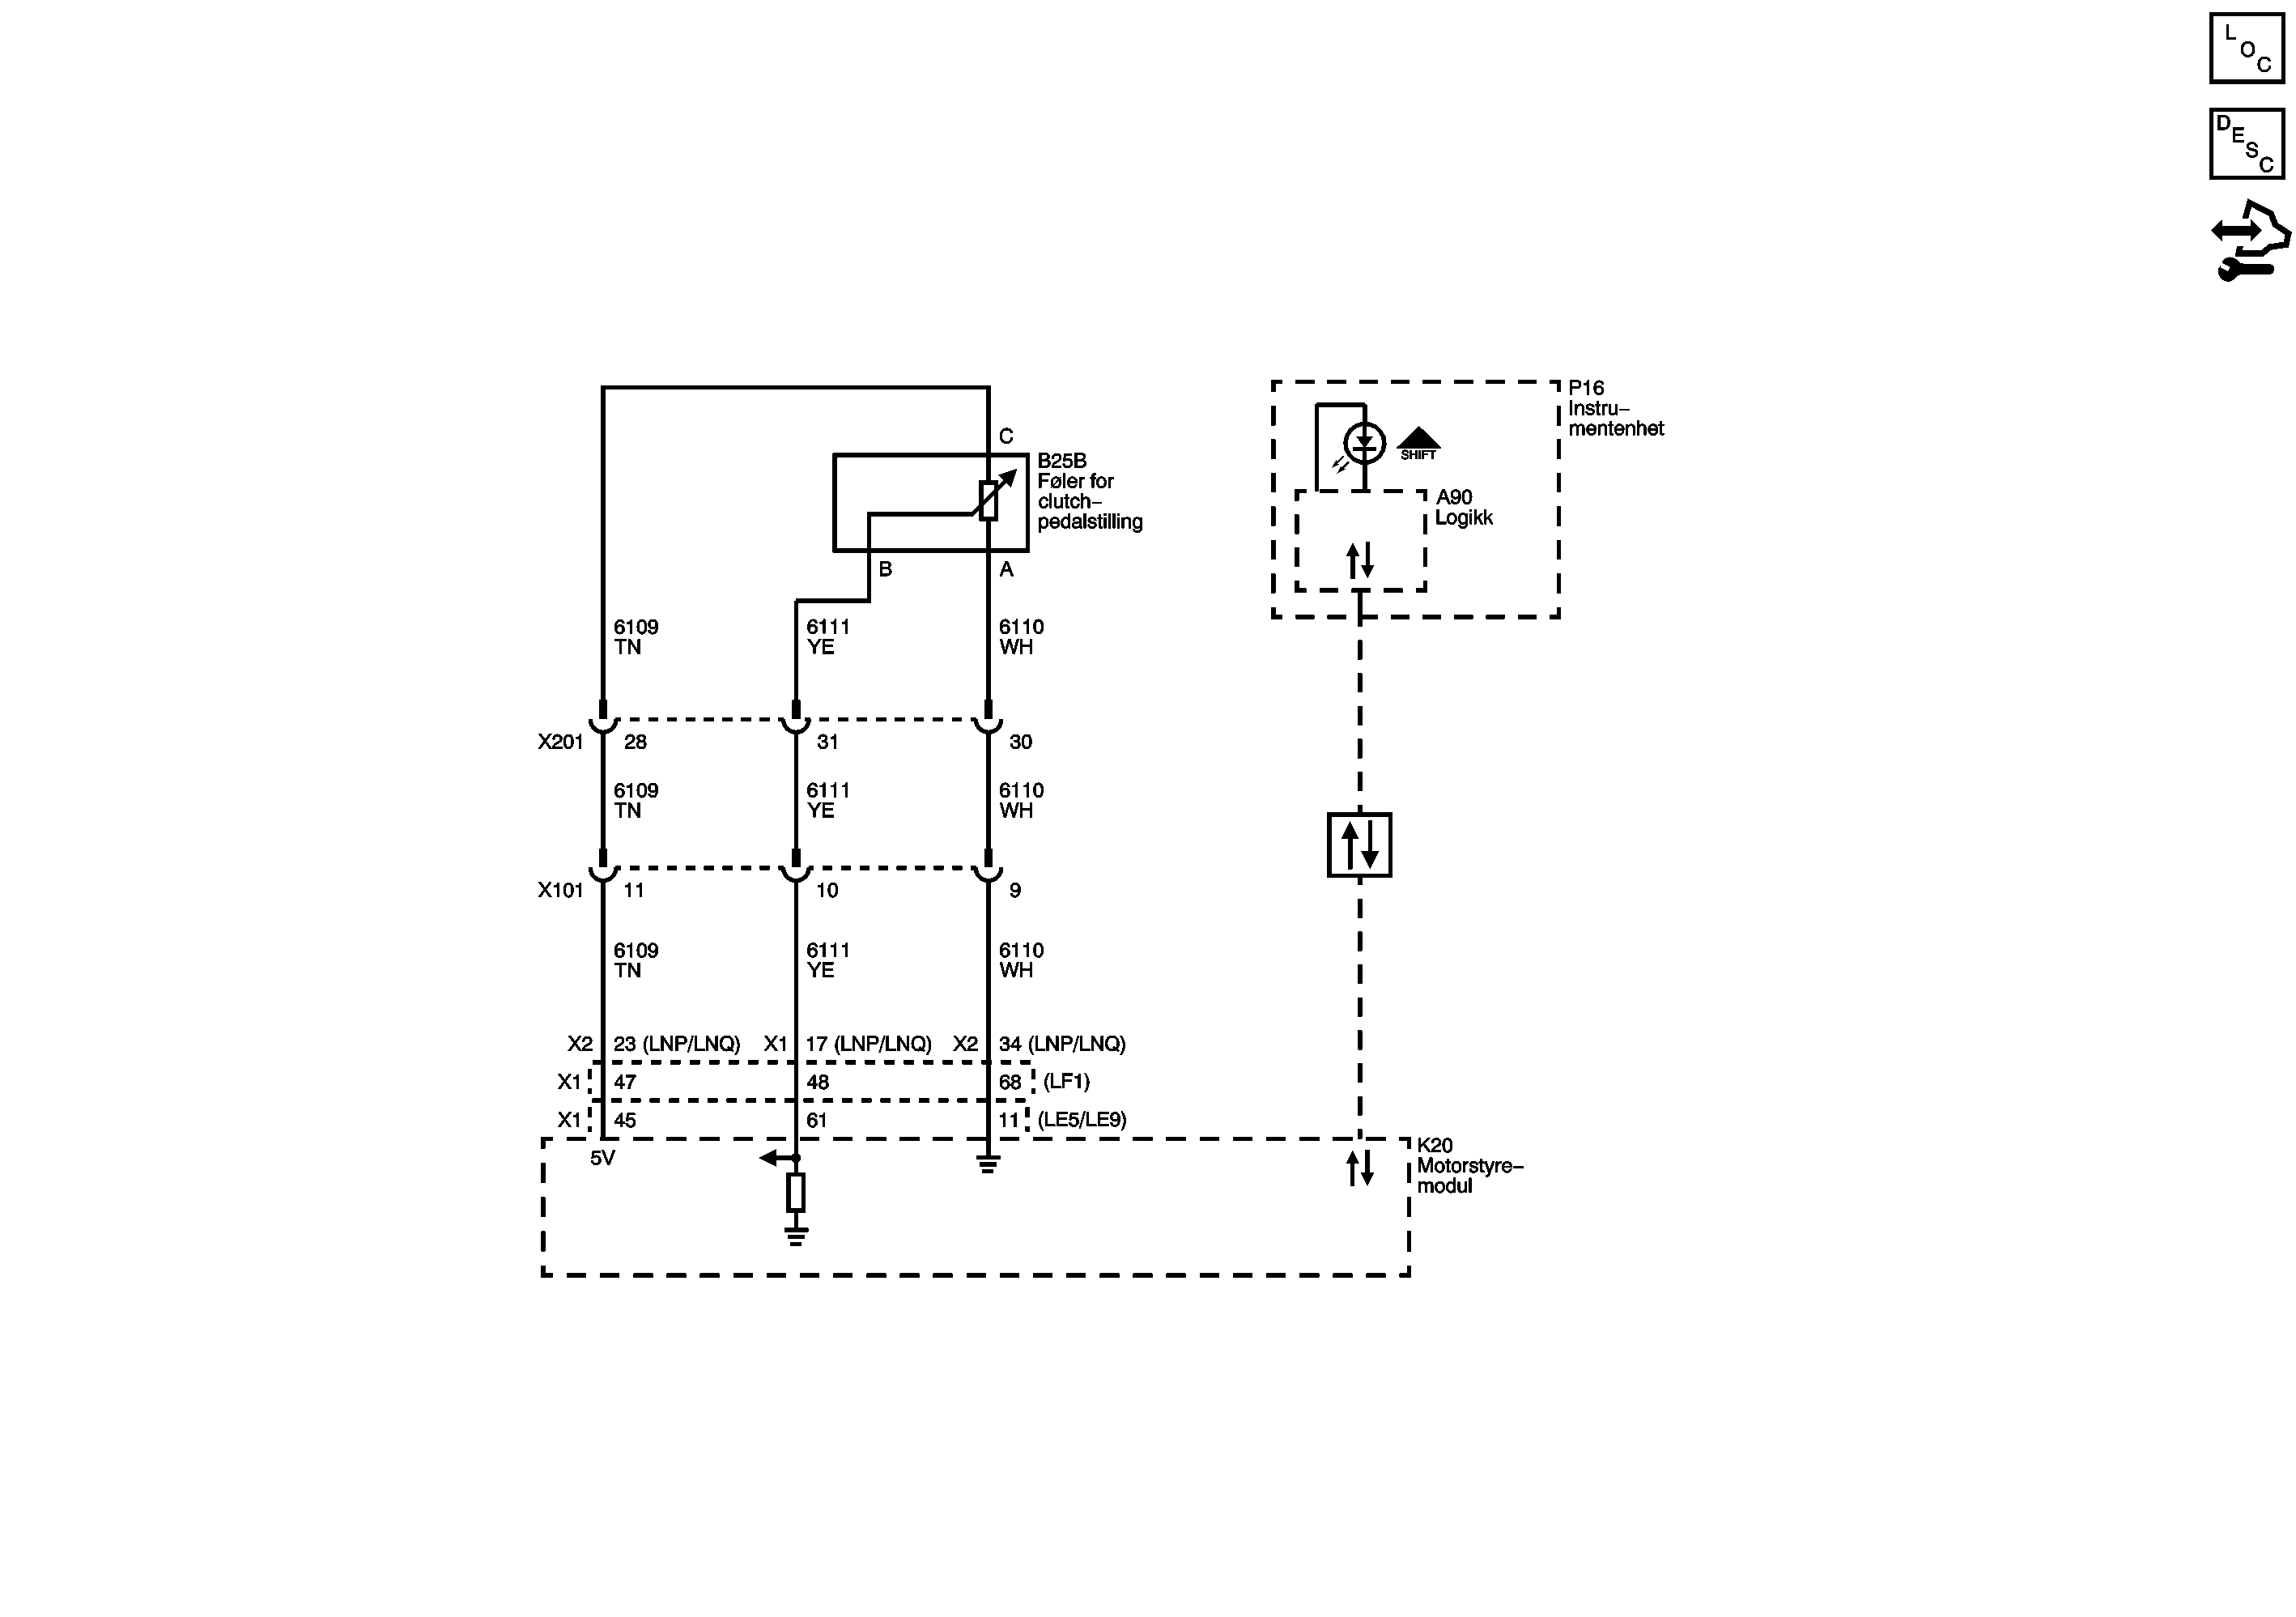 LOC
DESC
C
B25B
Føler for
clutch–
pedalstilling
B
A
P16
Instru–
mentenhet
SHIFT
A90
Logikk
6109
TN
6111
YE
6110
WH
X201
28
31
30
6109
TN
6111
YE
6110
WH
X101
11
10
9
6109
TN
6111
YE
6110
WH
X2 23 (LNP/LNQ) X1 17 (LNP/LNQ) X2 34 (LNP/LNQ)
X1 47 48 68 (LF1)
X1 45 61 11 (LE5/LE9)
5V
K20
Motorstyre–
modul